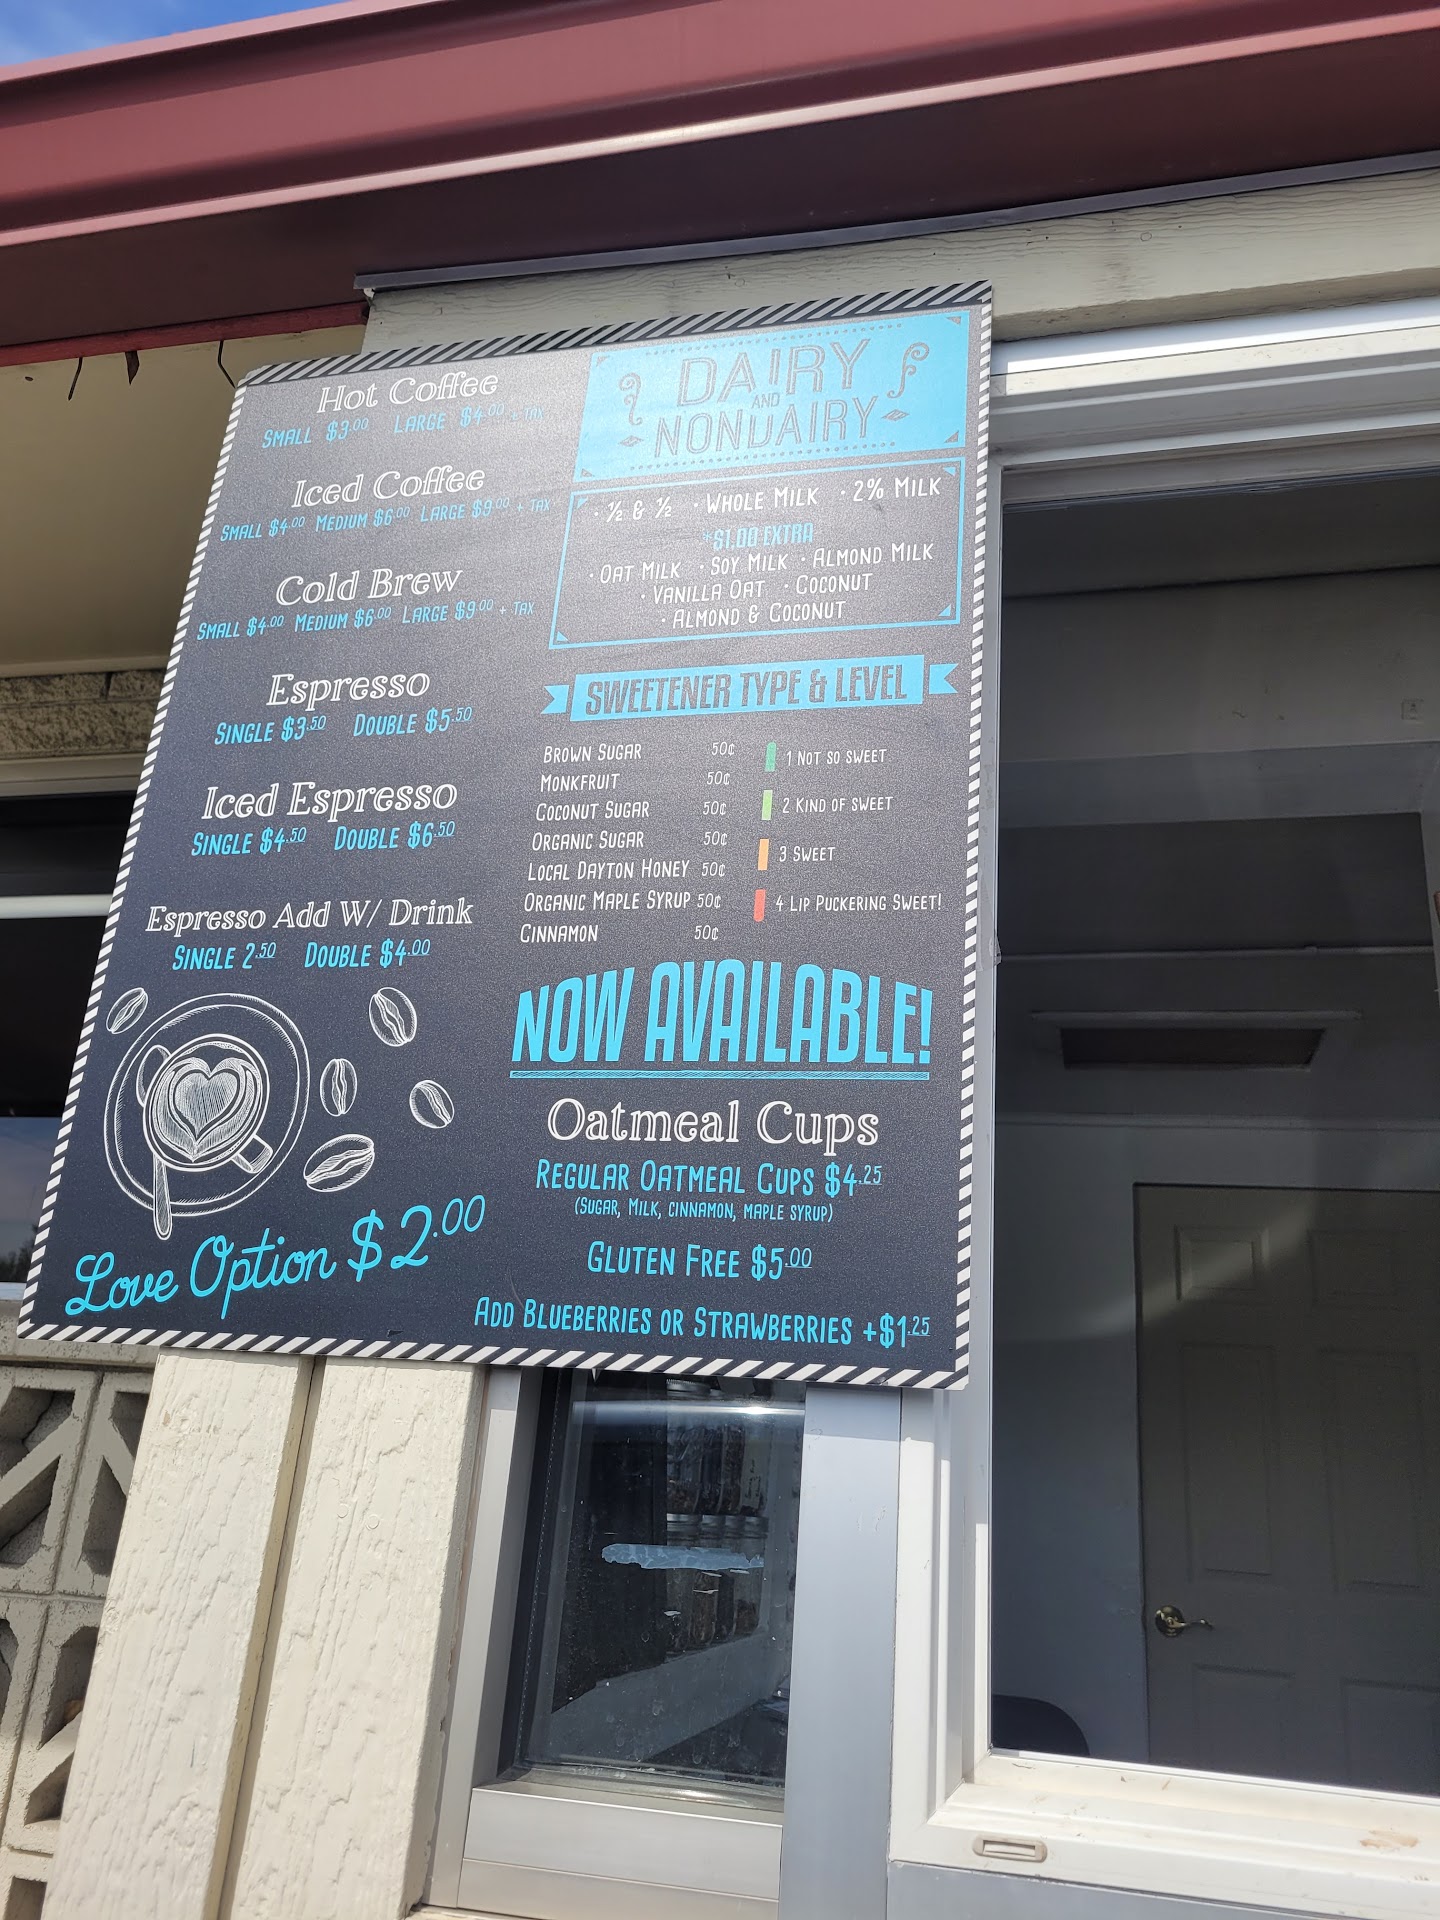 Hot Coffee
Small $3.00 Large $4.00 + tax
Iced Coffee
Small $4.00 Medium $6.00 Large $9.00 + tax
Cold Brew
Small $4.00 Medium $6.00 Large $9.00 + tax
Espresso
Single $3.50 Double $5.50
Iced Espresso
Single $4.50 Double $6.50
Espresso Add W/ Drink
Single 2.50 Double $4.00
Love Option $2.00
DAIRY
AND
NONDAIRY
· ½ & ½ · Whole Milk · 2% Milk
*$1.00 EXTRA
· Oat Milk · Soy Milk · Almond Milk
· Vanilla Oat · Coconut
· Almond & Coconut
SWEETENER TYPE & LEVEL
Brown Sugar 50¢
Monkfruit 50¢
Coconut Sugar 50¢
Organic Sugar 50¢
Local Dayton Honey 50¢
Organic Maple Syrup 50¢
Cinnamon 50¢
1 Not so sweet
2 Kind of sweet
3 Sweet
4 Lip Puckering Sweet!
NOW AVAILABLE!
Oatmeal Cups
Regular Oatmeal Cups $4.25
(Sugar, Milk, cinnamon, maple syrup)
Gluten Free $5.00
Add Blueberries or Strawberries +$1.25